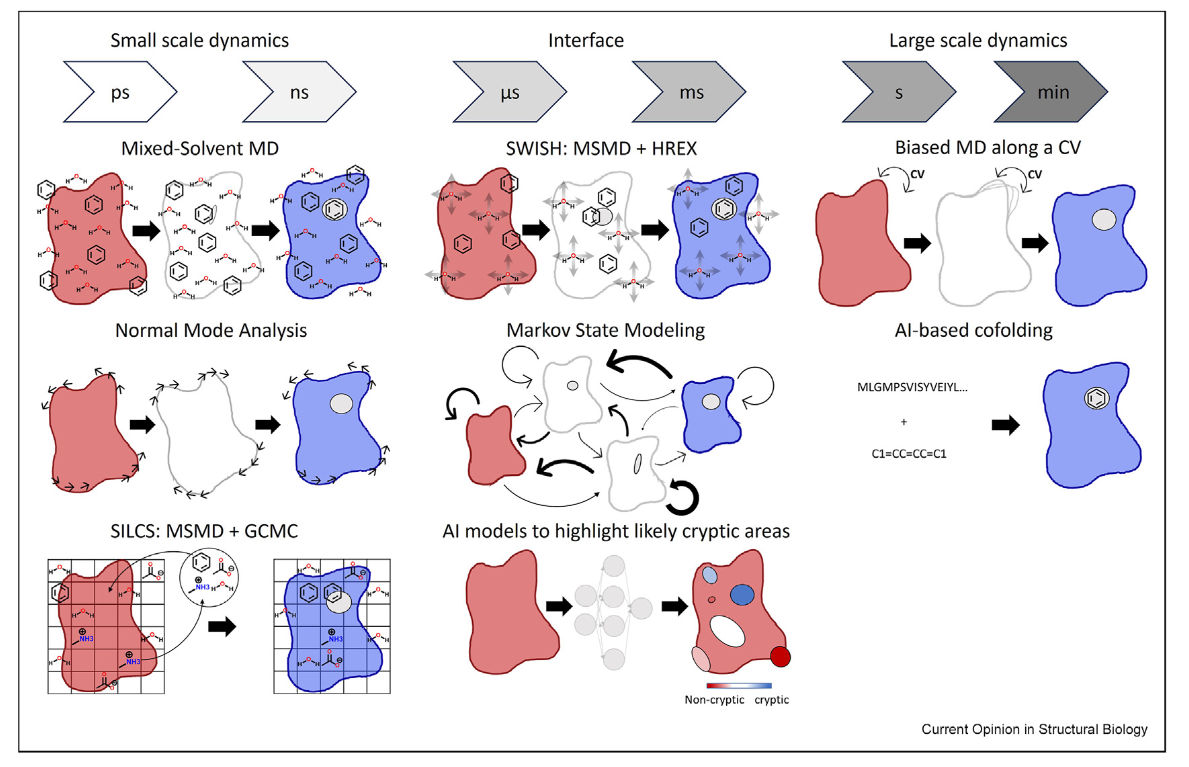 Small scale dynamics
Interface
Large scale dynamics
ps
ns
μs
ms
s
min
Mixed-Solvent MD
SWISH: MSMD + HREX
Biased MD along a CV
CV
CV
Normal Mode Analysis
Markov State Modeling
AI-based cofolding
MLGMPSVISYVEIYL...
+
C1=CC=CC=C1
SILCS: MSMD + GCMC
AI models to highlight likely cryptic areas
NH3
NH3
NH3
NH3
Non-cryptic cryptic
Current Opinion in Structural Biology